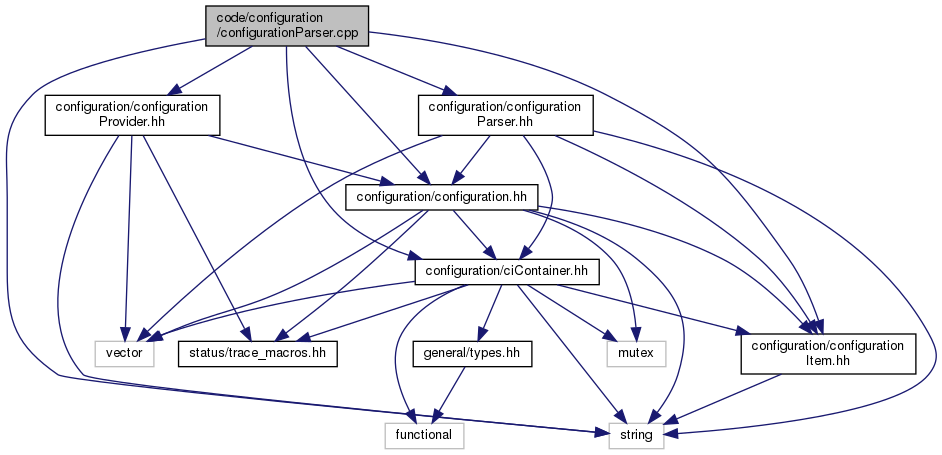 code/configuration
/configurationParser.cpp
configuration/configuration
Provider.hh
configuration/configuration
Parser.hh
configuration/configuration.hh
configuration/ciContainer.hh
vector
status/trace_macros.hh
general/types.hh
mutex
configuration/configuration
Item.hh
functional
string